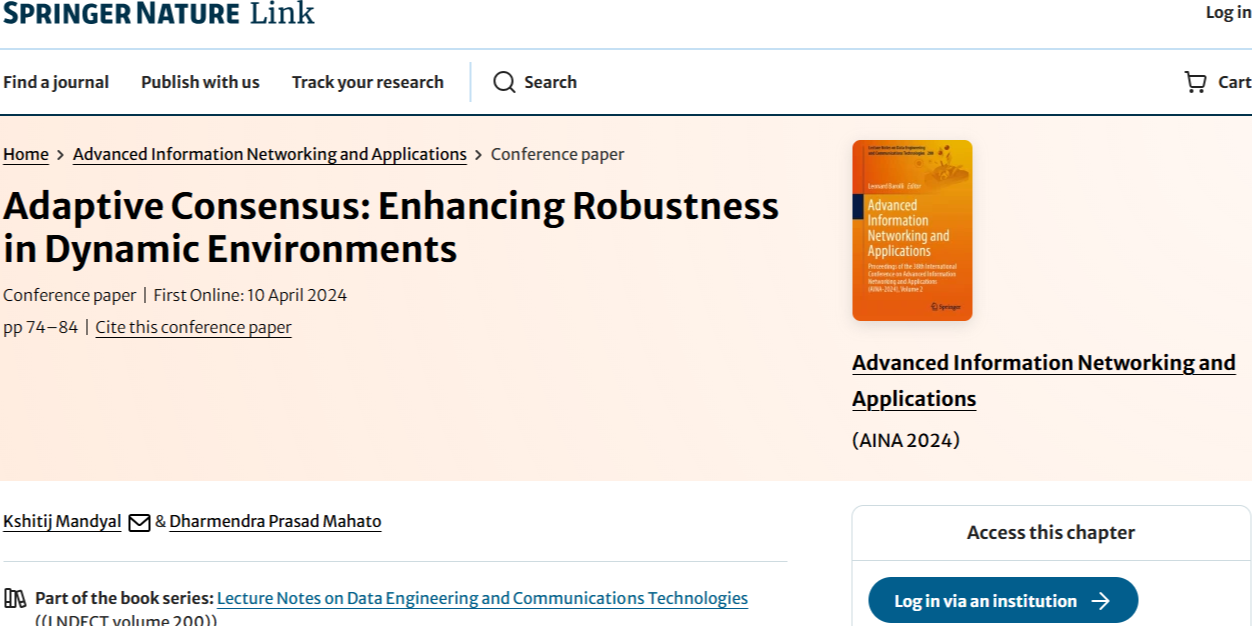 SPRINGER NATURE Link
Log in
Find a journal Publish with us Track your research Search Cart
Home > Advanced Information Networking and Applications > Conference paper
Adaptive Consensus: Enhancing Robustness
in Dynamic Environments
Conference paper | First Online: 10 April 2024
pp 74–84 | Cite this conference paper
Lecture Notes on Data Engineering
and Communications Technologies 200
Leonard Barolli Editor
Advanced
Information
Networking and
Applications
Proceedings of the 38th International
Conference on Advanced Information
Networking and Applications
(AINA-2024), Volume 2
Springer
Advanced Information Networking and
Applications
(AINA 2024)
Kshitij Mandyal & Dharmendra Prasad Mahato
Part of the book series: Lecture Notes on Data Engineering and Communications Technologies
((LNDECT,volume 200))
Access this chapter
Log in via an institution →